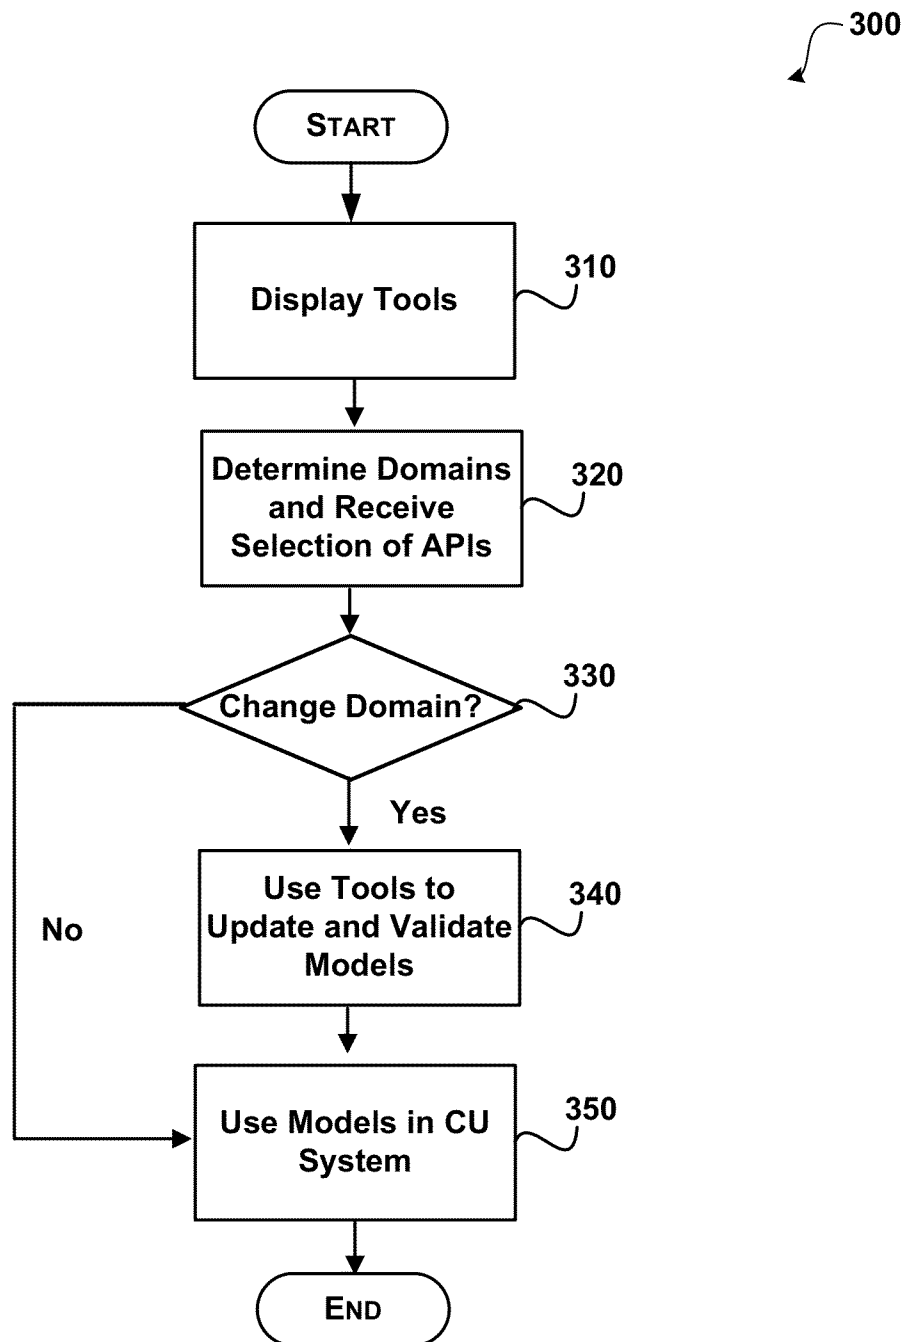 300
START
Display Tools
310
Determine Domains
and Receive
Selection of APIs
320
Change Domain?
330
Yes
No
Use Tools to
Update and Validate
Models
340
Use Models in CU
System
350
END